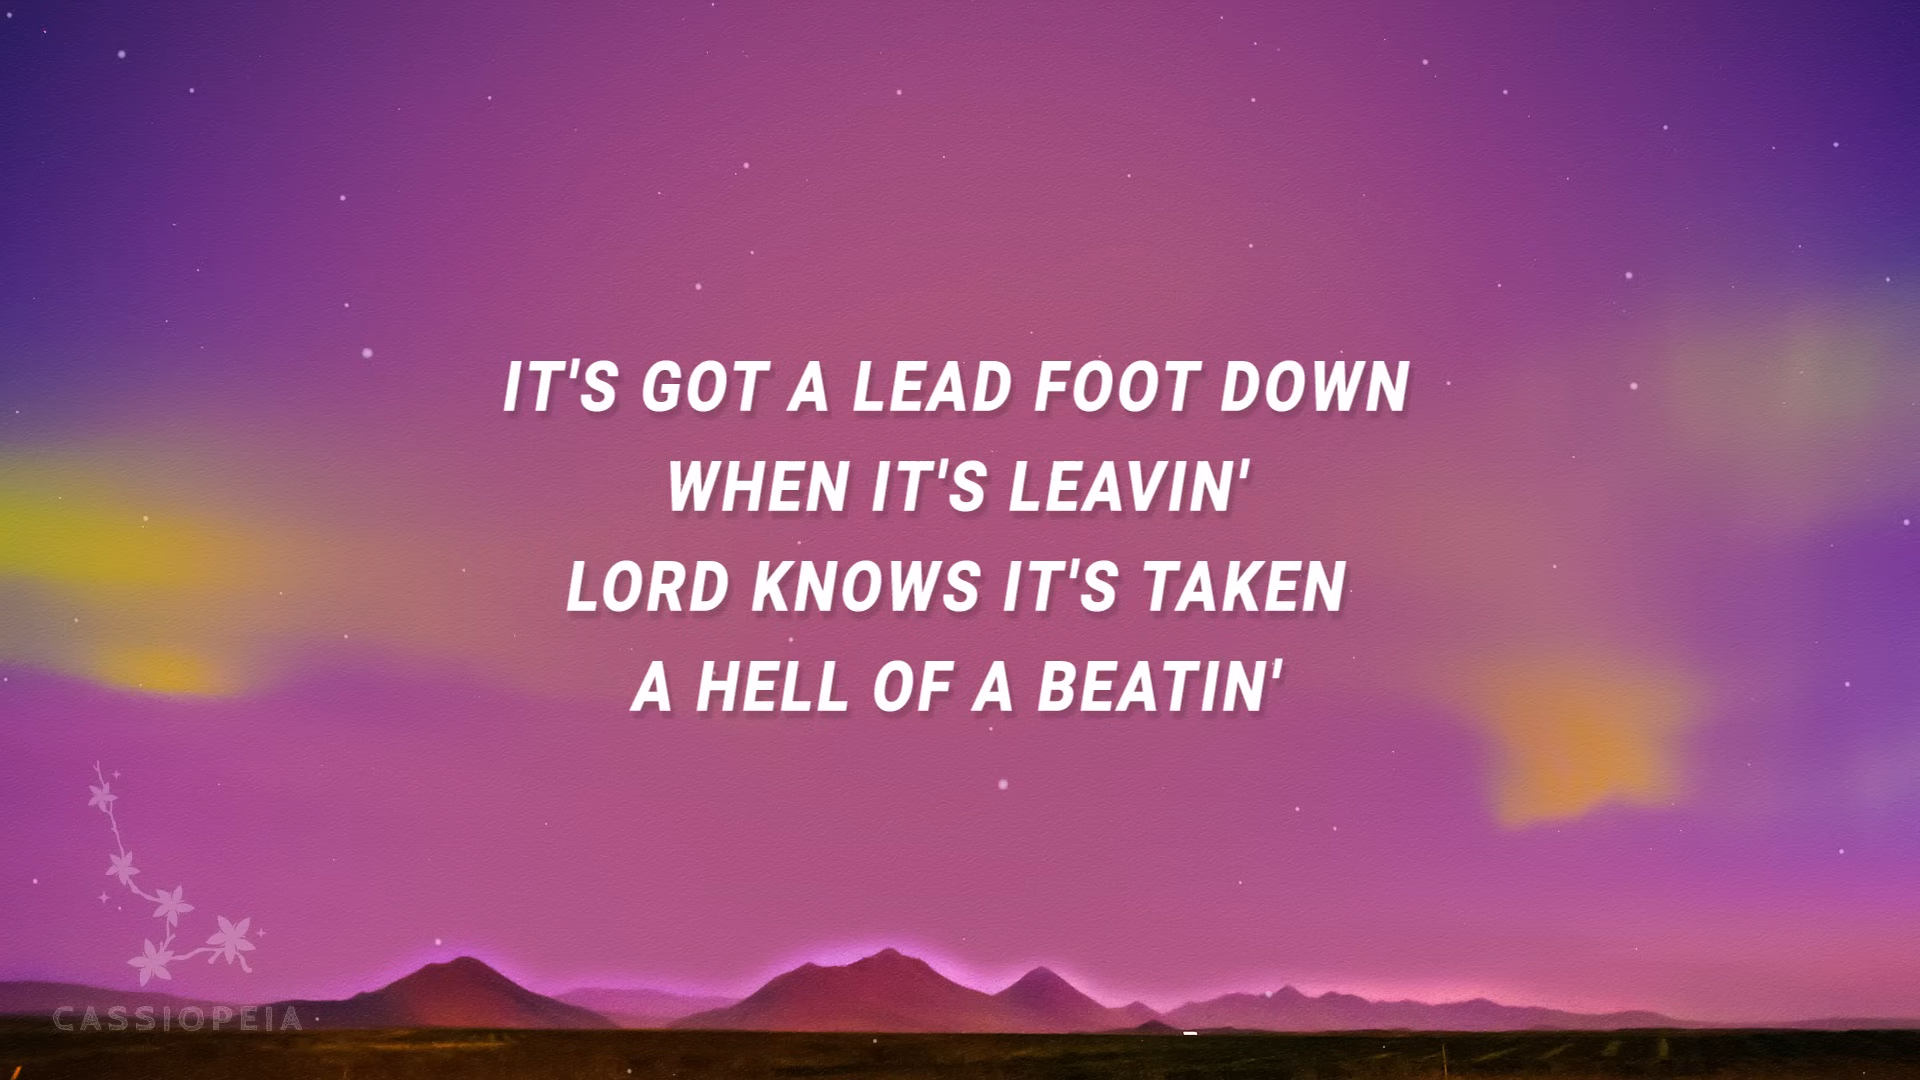 IT'S GOT A LEAD FOOT DOWN
WHEN IT'S LEAVIN'
LORD KNOWS IT'S TAKEN
A HELL OF A BEATIN'
CASSIOPEIA